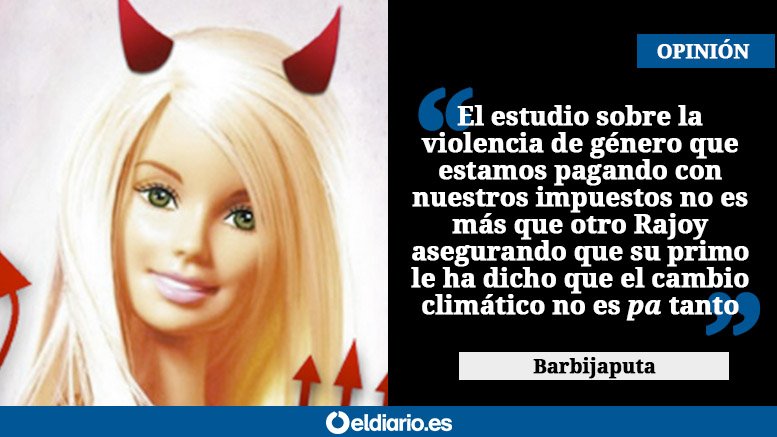 OPINIÓN
“El estudio sobre la
violencia de género que
estamos pagando con
nuestros impuestos no es
más que otro Rajoy
asegurando que su primo
le ha dicho que el cambio
climático no es pa tanto”
Barbijaputa
eldiario.es